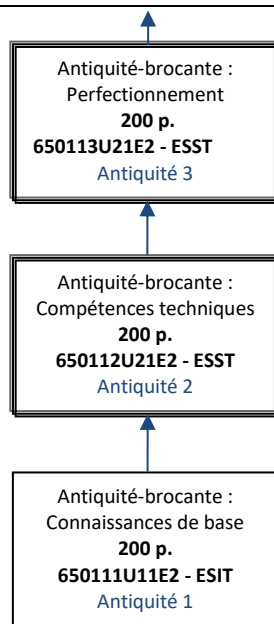 Antiquité-brocante :
Perfectionnement
200 p.
650113U21E2 - ESST
Antiquité 3
Antiquité-brocante :
Compétences techniques
200 p.
650112U21E2 - ESST
Antiquité 2
Antiquité-brocante :
Connaissances de base
200 p.
650111U11E2 - ESIT
Antiquité 1